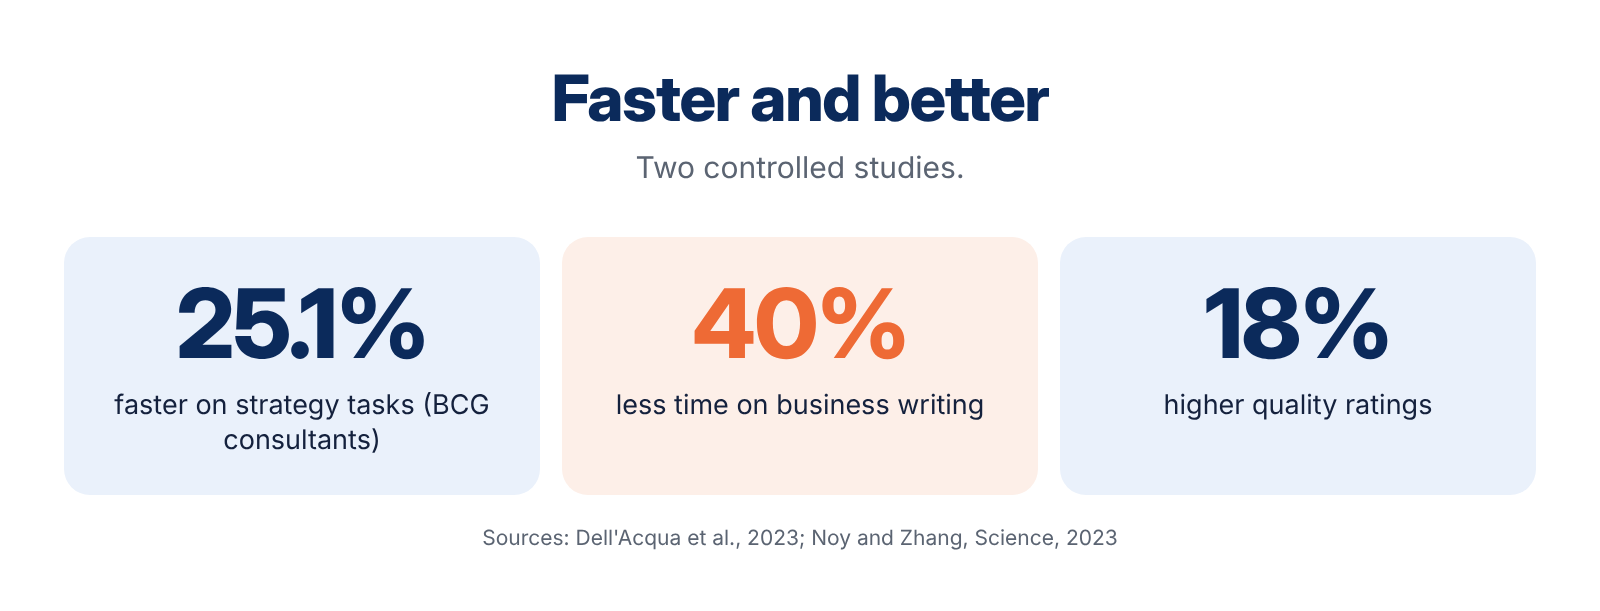 Faster and better
Two controlled studies.
25.1%
faster on strategy tasks (BCG
consultants)
40%
less time on business writing
18%
higher quality ratings
Sources: Dell'Acqua et al., 2023; Noy and Zhang, Science, 2023